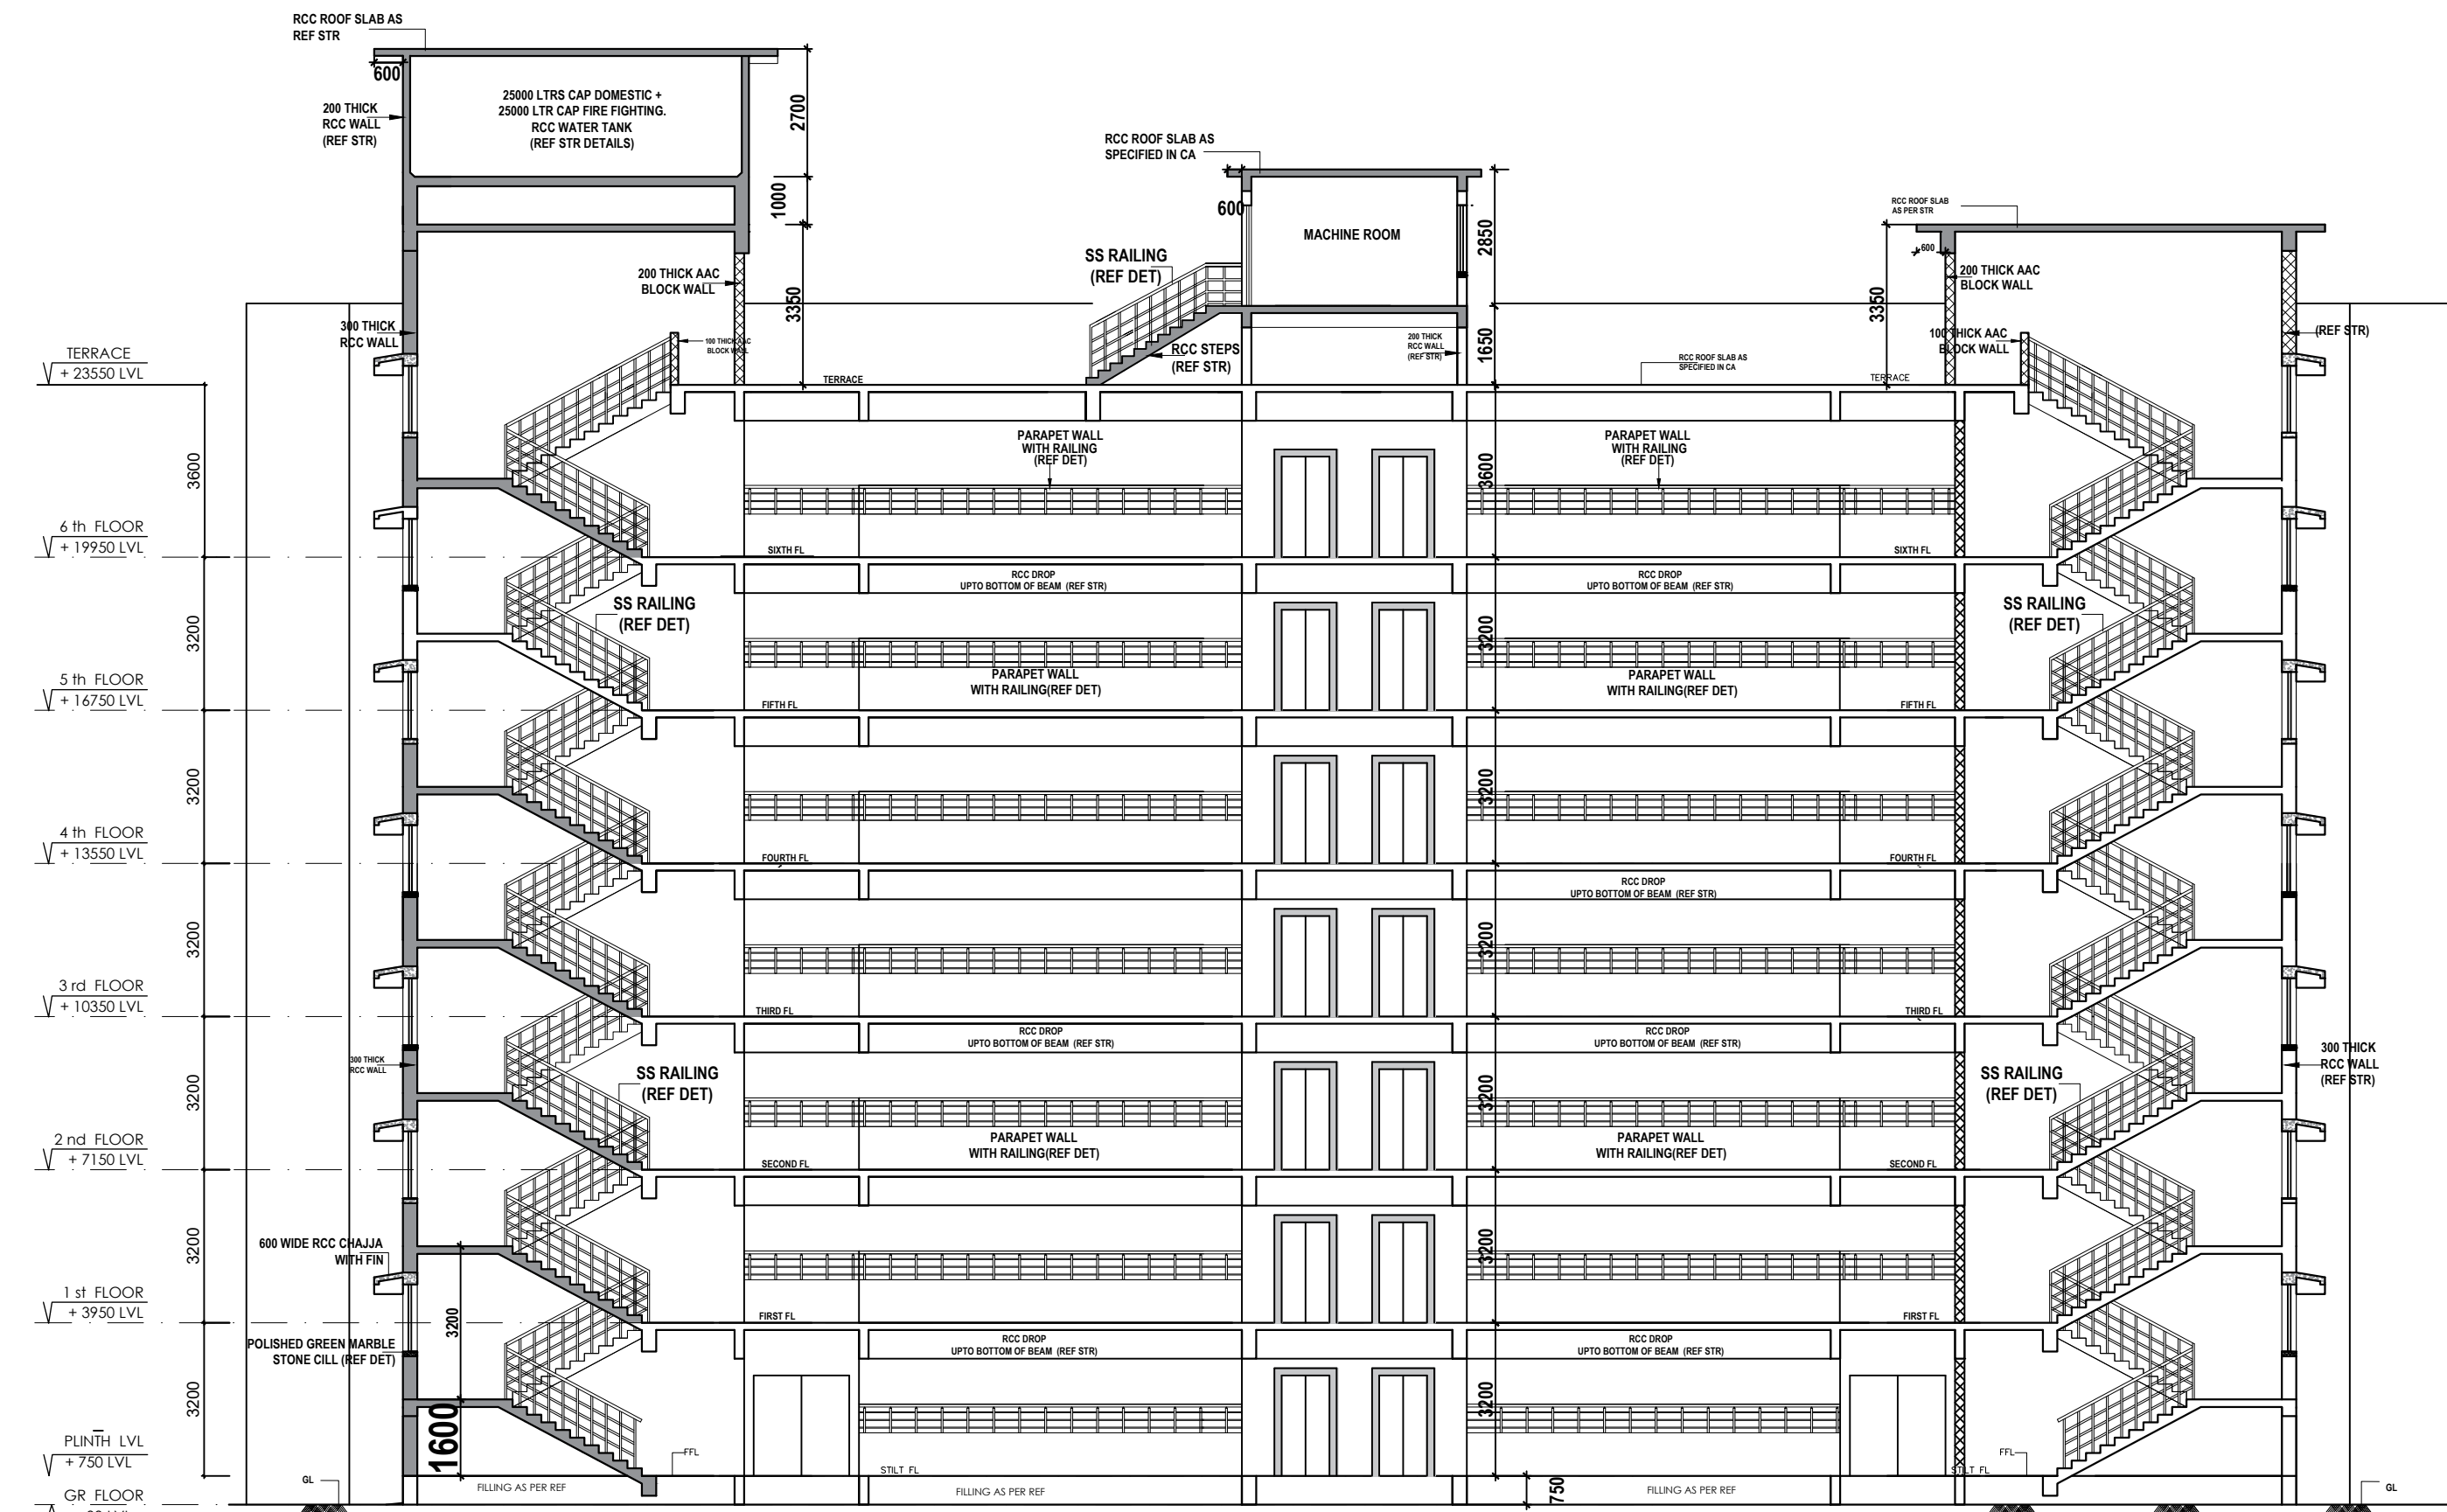 RCC ROOF SLAB AS
REF STR
600
200 THICK
RCC WALL
(REF STR)
25000 LTRS CAP DOMESTIC +
25000 LTR CAP FIRE FIGHTING.
RCC WATER TANK
(REF STR DETAILS)
2700
1000
3350
200 THICK AAC
BLOCK WALL
300 THICK
RCC WALL
100 THICK AAC
BLOCK WALL
RCC ROOF SLAB AS
SPECIFIED IN CA
600
MACHINE ROOM
2850
1650
SS RAILING
(REF DET)
RCC STEPS
(REF STR)
200 THICK
RCC WALL
(REF STR)
RCC ROOF SLAB AS
SPECIFIED IN CA
RCC ROOF SLAB
AS PER STR
600
3350
200 THICK AAC
BLOCK WALL
100 THICK AAC
BLOCK WALL
(REF STR)
TERRACE
+ 23550 LVL
TERRACE
TERRACE
3600
PARAPET WALL
WITH RAILING
(REF DET)
3600
PARAPET WALL
WITH RAILING
(REF DET)
6 th FLOOR
+ 19950 LVL
SIXTH FL
SIXTH FL
RCC DROP
UPTO BOTTOM OF BEAM (REF STR)
RCC DROP
UPTO BOTTOM OF BEAM (REF STR)
3200
SS RAILING
(REF DET)
3200
SS RAILING
(REF DET)
PARAPET WALL
WITH RAILING(REF DET)
PARAPET WALL
WITH RAILING(REF DET)
5 th FLOOR
+ 16750 LVL
FIFTH FL
FIFTH FL
3200
3200
4 th FLOOR
+ 13550 LVL
FOURTH FL
FOURTH FL
RCC DROP
UPTO BOTTOM OF BEAM (REF STR)
3200
3200
3 rd FLOOR
+ 10350 LVL
THIRD FL
THIRD FL
RCC DROP
UPTO BOTTOM OF BEAM (REF STR)
RCC DROP
UPTO BOTTOM OF BEAM (REF STR)
300 THICK
RCC WALL
300 THICK
RCC WALL
(REF STR)
3200
SS RAILING
(REF DET)
3200
SS RAILING
(REF DET)
PARAPET WALL
WITH RAILING(REF DET)
PARAPET WALL
WITH RAILING(REF DET)
2 nd FLOOR
+ 7150 LVL
SECOND FL
SECOND FL
3200
600 WIDE RCC CHAJJA
WITH FIN
3200
1 st FLOOR
+ 3950 LVL
FIRST FL
FIRST FL
3200
POLISHED GREEN MARBLE
STONE CILL (REF DET)
RCC DROP
UPTO BOTTOM OF BEAM (REF STR)
RCC DROP
UPTO BOTTOM OF BEAM (REF STR)
3200
3200
1600
PLINTH LVL
+ 750 LVL
FFL
STILT FL
FFL
STILT FL
GL
FILLING AS PER REF
FILLING AS PER REF
750
FILLING AS PER REF
GL
GR FLOOR